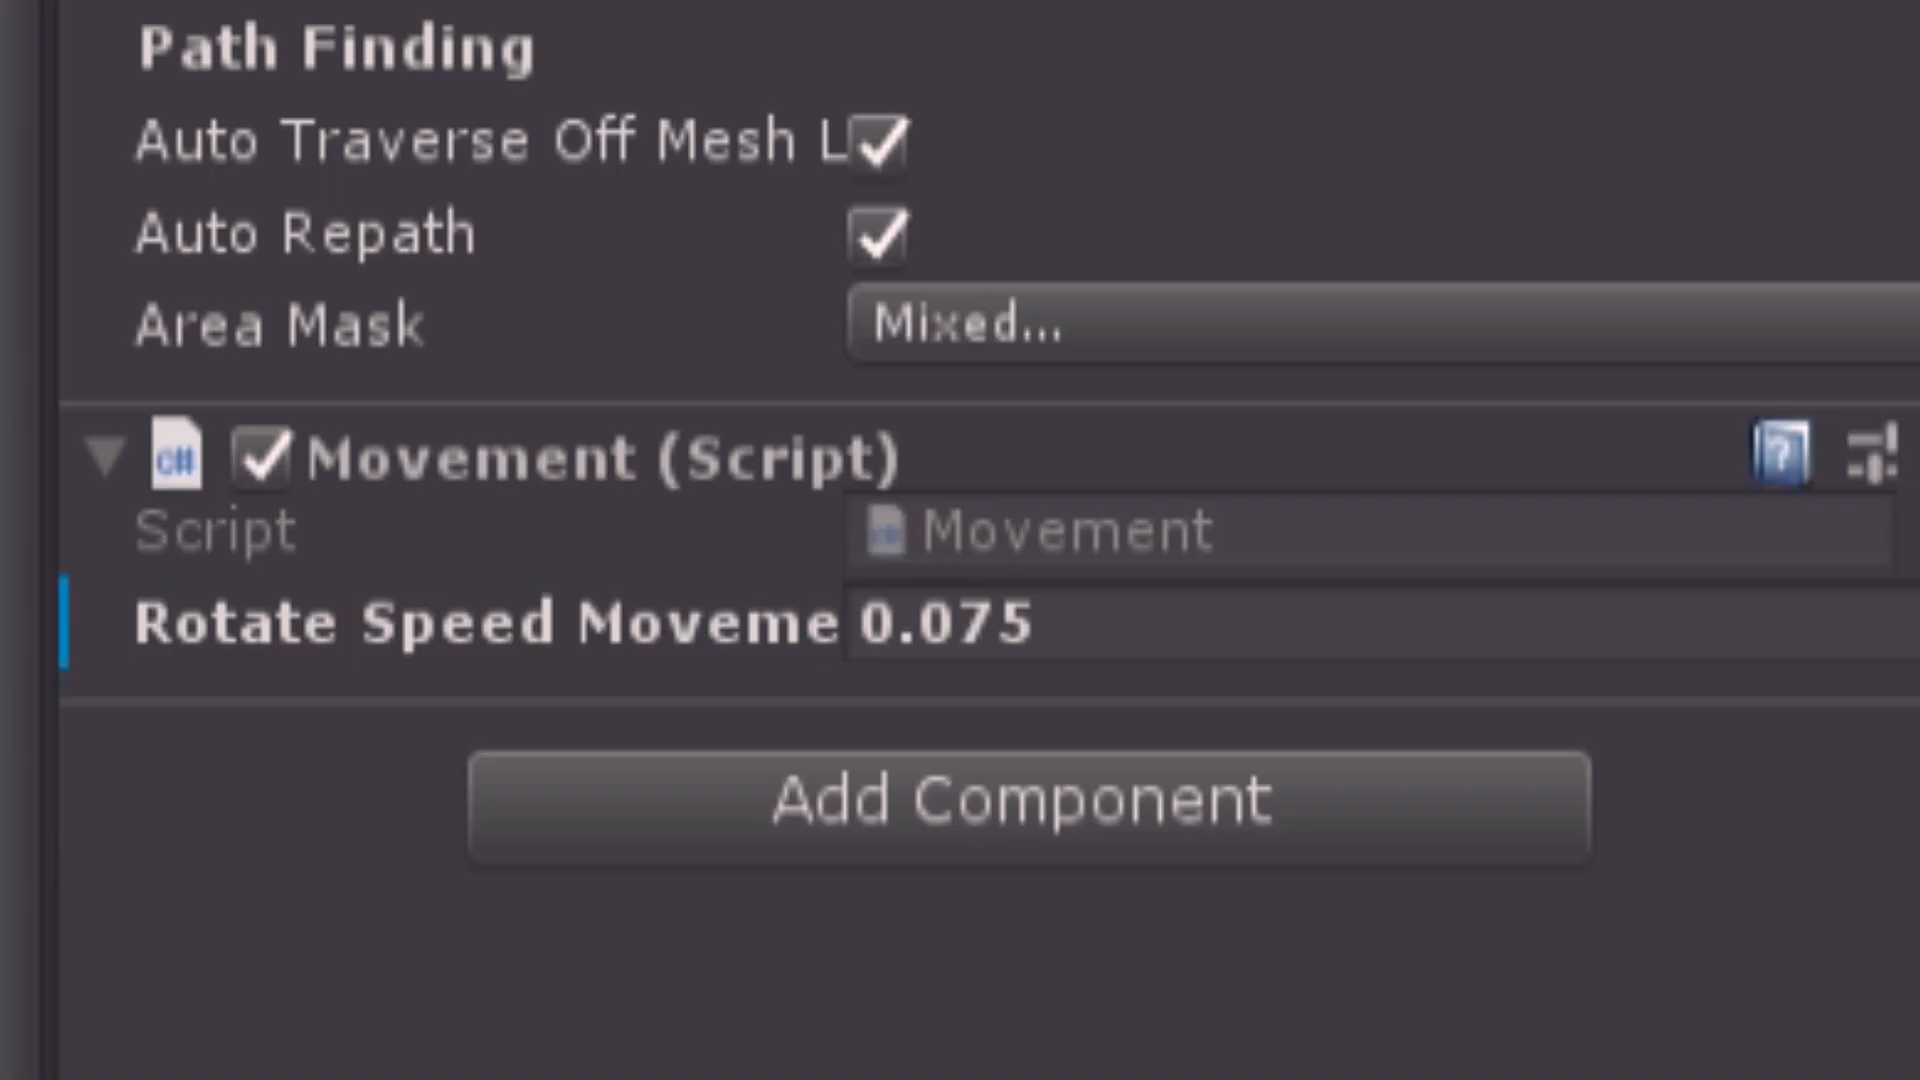 Path Finding
Auto Traverse Off Mesh L
Auto Repath
Area Mask Mixed...
c# Movement (Script) ?
Script Movement
Rotate Speed Moveme 0.075
Add Component